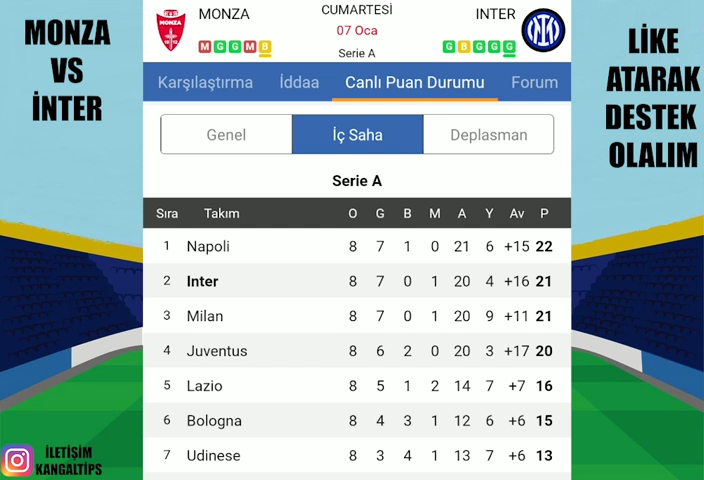 MONZA
VS
İNTER
MONZA
CUMARTESİ
INTER
07 Oca
Serie A
M G G M B
G B G G G
Karşılaştırma İddaa Canlı Puan Durumu Forum
Genel İç Saha Deplasman
Serie A
Sıra Takım O G B M A Y Av P
1 Napoli 8 7 1 0 21 6 +15 22
2 Inter 8 7 0 1 20 4 +16 21
3 Milan 8 7 0 1 20 9 +11 21
4 Juventus 8 6 2 0 20 3 +17 20
5 Lazio 8 5 1 2 14 7 +7 16
6 Bologna 8 4 3 1 12 6 +6 15
7 Udinese 8 3 4 1 13 7 +6 13
LİKE
ATARAK
DESTEK
OLALIM
İLETİŞİM
KANGALTİPS